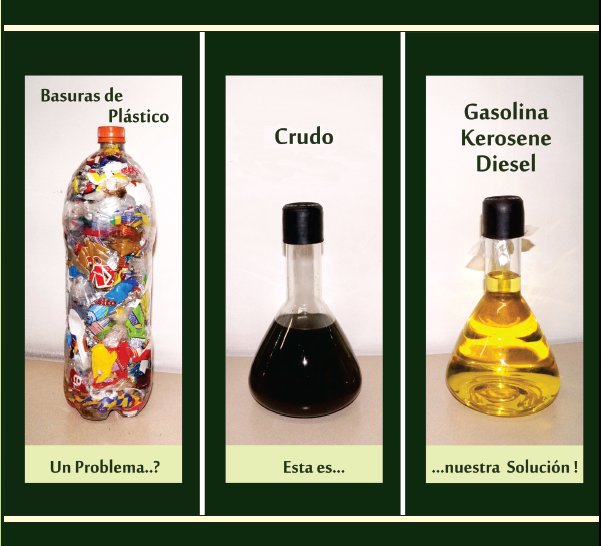 Basuras de
Plástico
Un Problema..?
Crudo
Esta es...
Gasolina
Kerosene
Diesel
...nuestra Solución !